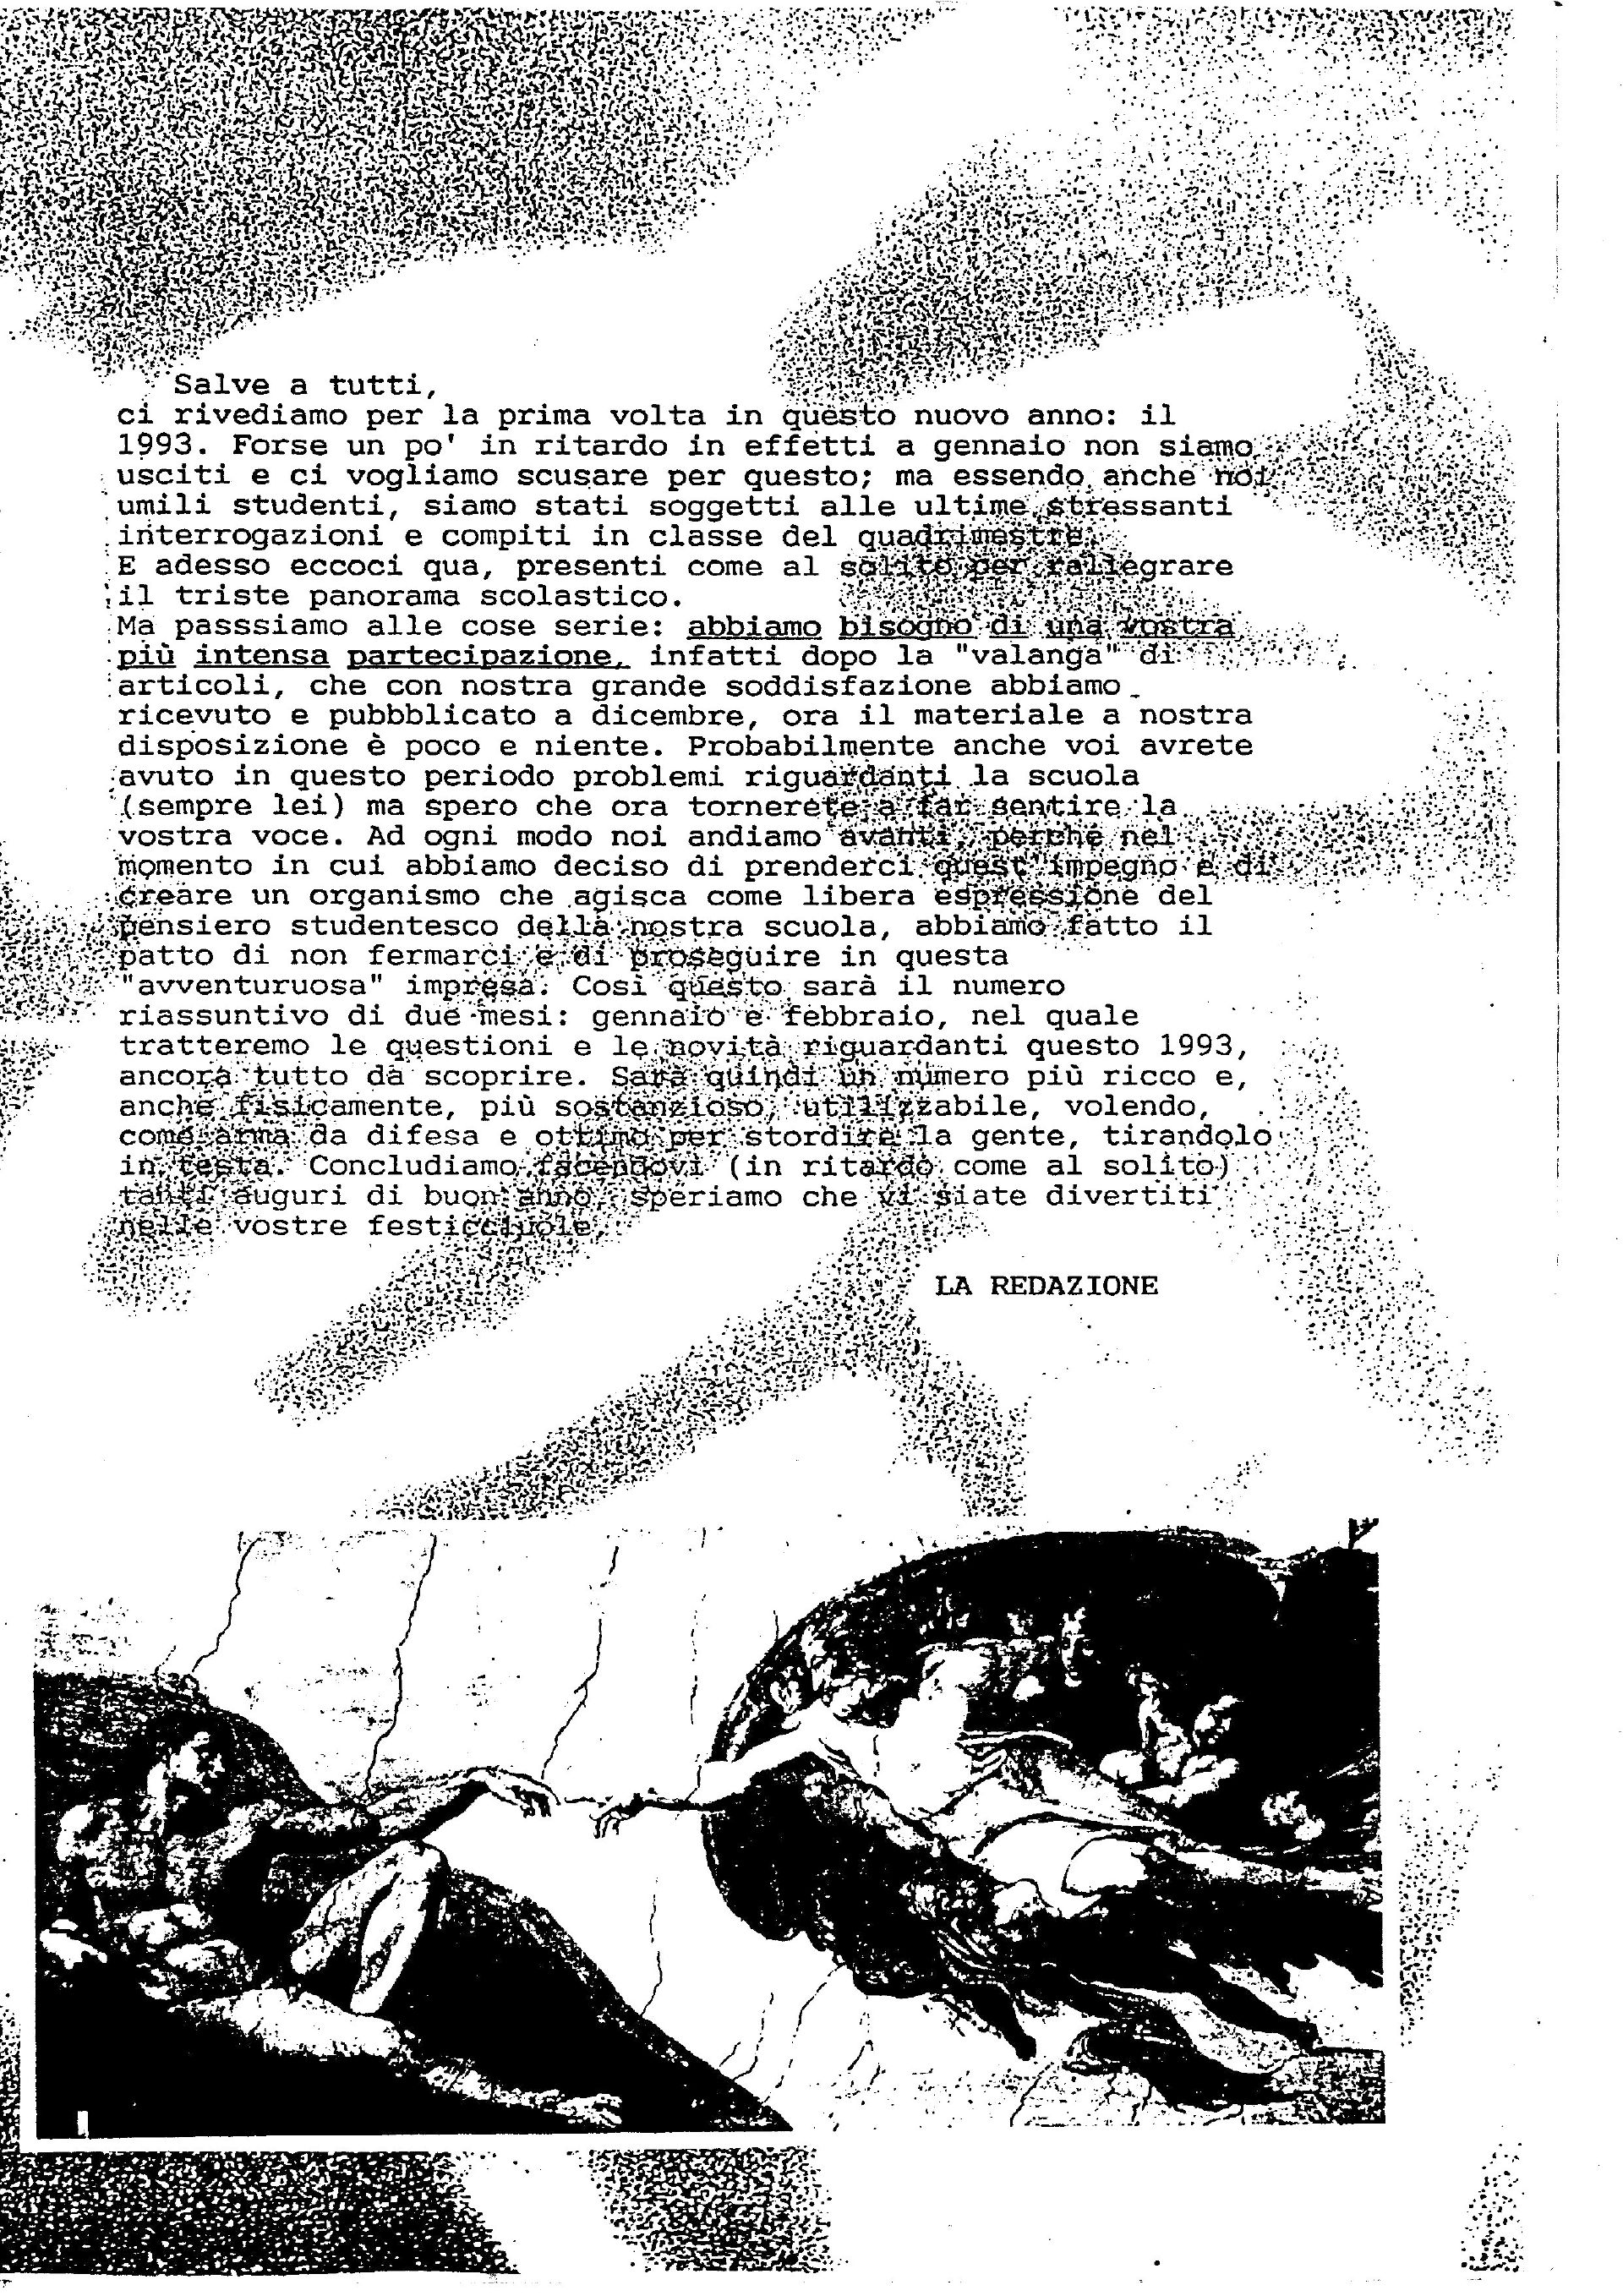 Salve a tutti,
ci rivediamo per la prima volta in questo nuovo anno: il
1993. Forse un po' in ritardo in effetti a gennaio non siamo
usciti e ci vogliamo scusare per questo; ma essendo anche noi
umili studenti, siamo stati soggetti alle ultime stressanti
interrogazioni e compiti in classe del quadrimestre.
E adesso eccoci qua, presenti come al solito per rallegrare
il triste panorama scolastico.
Ma passsiamo alle cose serie: abbiamo bisogno di una vostra
più intensa partecipazione, infatti dopo la "valanga" di
articoli, che con nostra grande soddisfazione abbiamo
ricevuto e pubbblicato a dicembre, ora il materiale a nostra
disposizione è poco e niente. Probabilmente anche voi avrete
avuto in questo periodo problemi riguardanti la scuola
(sempre lei) ma spero che ora tornerete a far sentire la
vostra voce. Ad ogni modo noi andiamo avanti, perchè nel
momento in cui abbiamo deciso di prenderci quest'impegno e di
creare un organismo che agisca come libera espressione del
pensiero studentesco della nostra scuola, abbiamo fatto il
patto di non fermarci e di proseguire in questa
"avventuruosa" impresa. Così questo sarà il numero
riassuntivo di due mesi: gennaio e febbraio, nel quale
tratteremo le questioni e le novità riguardanti questo 1993,
ancora tutto da scoprire. Sarà quindi un numero più ricco e,
anche fisicamente, più sostanzioso, utilizzabile, volendo,
come arma da difesa e ottimo per stordire la gente, tirandolo
in testa. Concludiamo facendovi (in ritardo come al solito)
tanti auguri di buon anno, speriamo che vi siate divertiti
nelle vostre festicciuole.
LA REDAZIONE